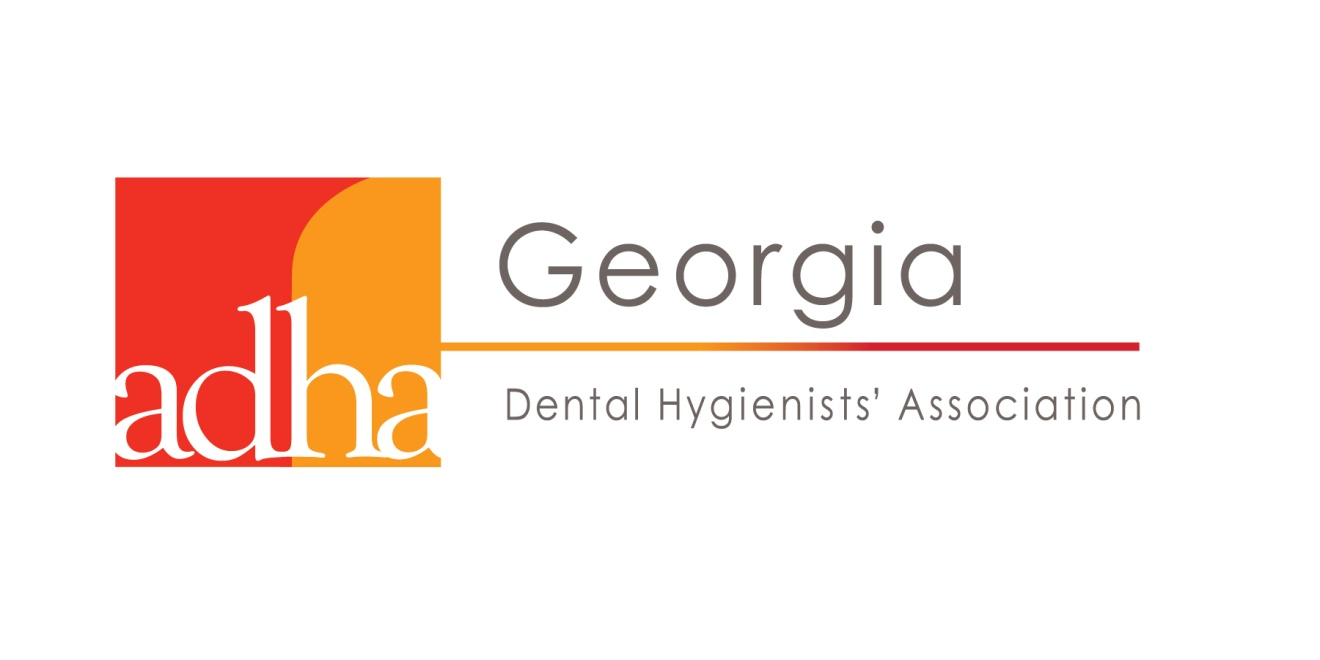 adha
Georgia
Dental Hygienists’ Association